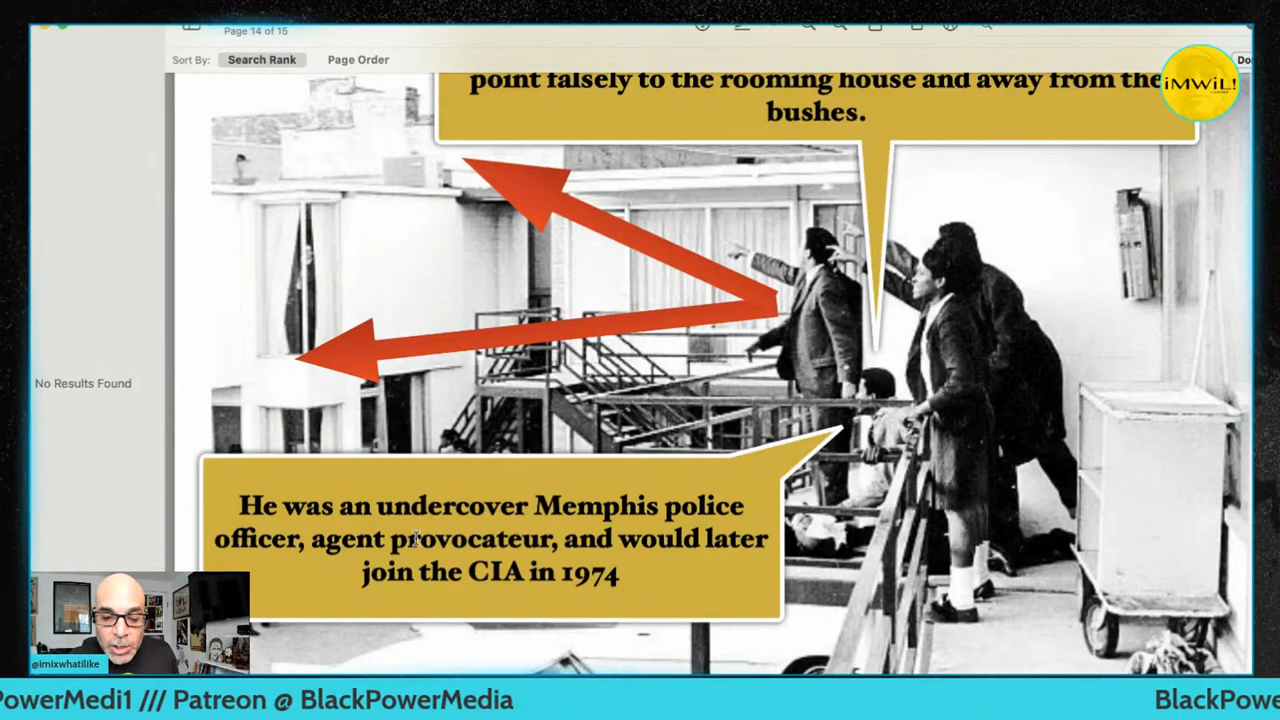 Page 14 of 15
Sort By: Search Rank Page Order
iMWiL!
point falsely to the rooming house and away from the
bushes.
No Results Found
He was an undercover Memphis police
officer, agent provocateur, and would later
join the CIA in 1974
@imixwhatilike
PowerMedi1 /// Patreon @ BlackPowerMedia
BlackPowe